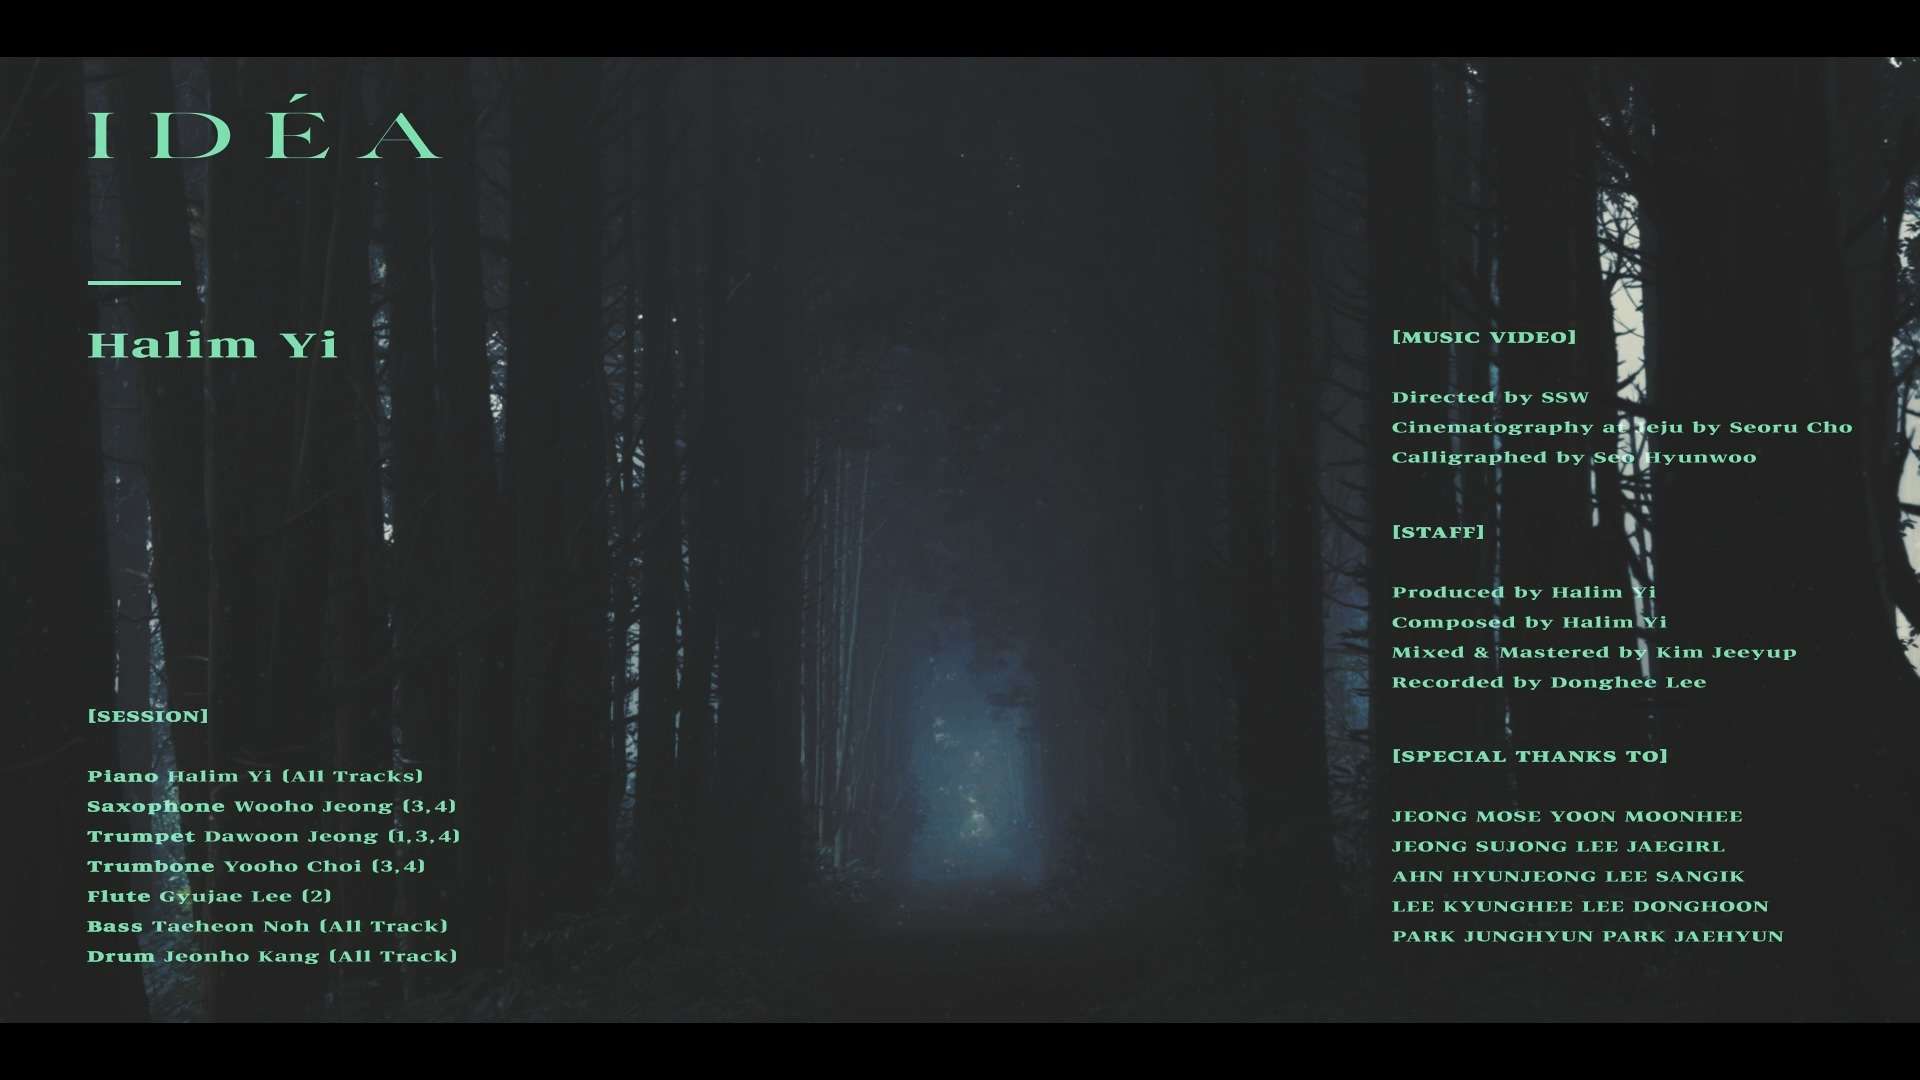 IDÉA
Halim Yi
[SESSION]
Piano Halim Yi (All Tracks)
Saxophone Wooho Jeong (3,4)
Trumpet Dawoon Jeong (1,3,4)
Trumbone Yooho Choi (3,4)
Flute Gyujae Lee (2)
Bass Taeheon Noh (All Track)
Drum Jeonho Kang (All Track)
[MUSIC VIDEO]
Directed by SSW
Cinematography at Jeju by Seoru Cho
Calligraphed by Seo Hyunwoo
[STAFF]
Produced by Halim Yi
Composed by Halim Yi
Mixed & Mastered by Kim Jeeyup
Recorded by Donghee Lee
[SPECIAL THANKS TO]
JEONG MOSE YOON MOONHEE
JEONG SUJONG LEE JAEGIRL
AHN HYUNJEONG LEE SANGIK
LEE KYUNGHEE LEE DONGHOON
PARK JUNGHYUN PARK JAEHYUN